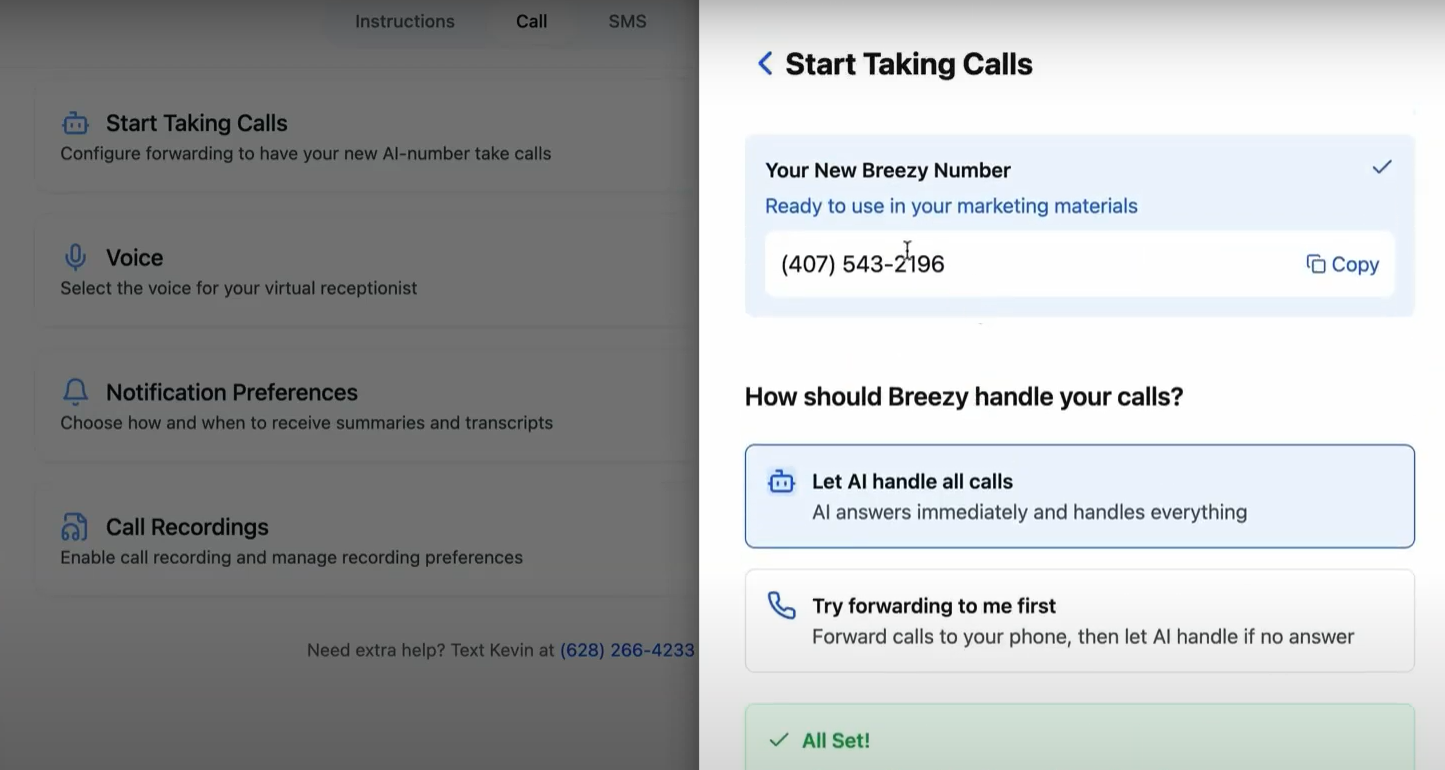 Instructions
Call
SMS
Start Taking Calls
Configure forwarding to have your new AI-number take calls
Voice
Select the voice for your virtual receptionist
Notification Preferences
Choose how and when to receive summaries and transcripts
Call Recordings
Enable call recording and manage recording preferences
Need extra help? Text Kevin at (628) 266-4233
Start Taking Calls
Your New Breezy Number
Ready to use in your marketing materials
(407) 543-2196
Copy
How should Breezy handle your calls?
Let AI handle all calls
AI answers immediately and handles everything
Try forwarding to me first
Forward calls to your phone, then let AI handle if no answer
All Set!